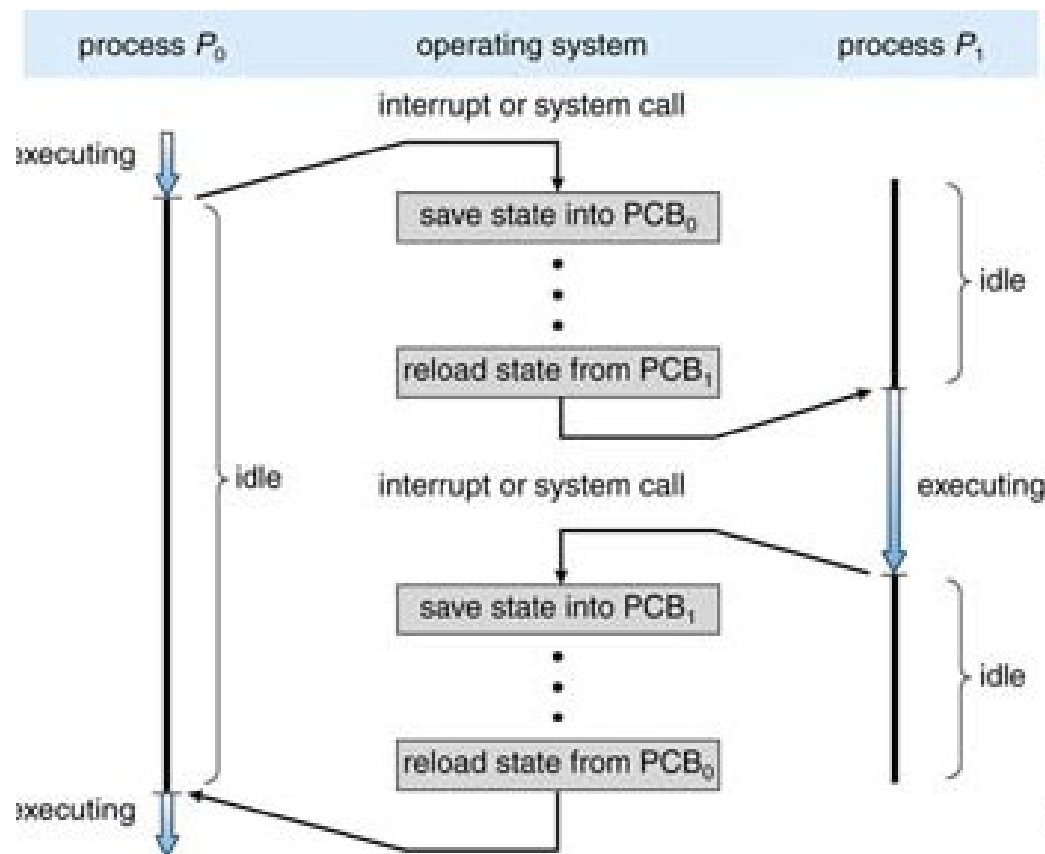 process P₀ operating system process P₁
interrupt or system call
executing
save state into PCB₀
idle
reload state from PCB₁
idle
interrupt or system call
executing
save state into PCB₁
idle
reload state from PCB₀
executing